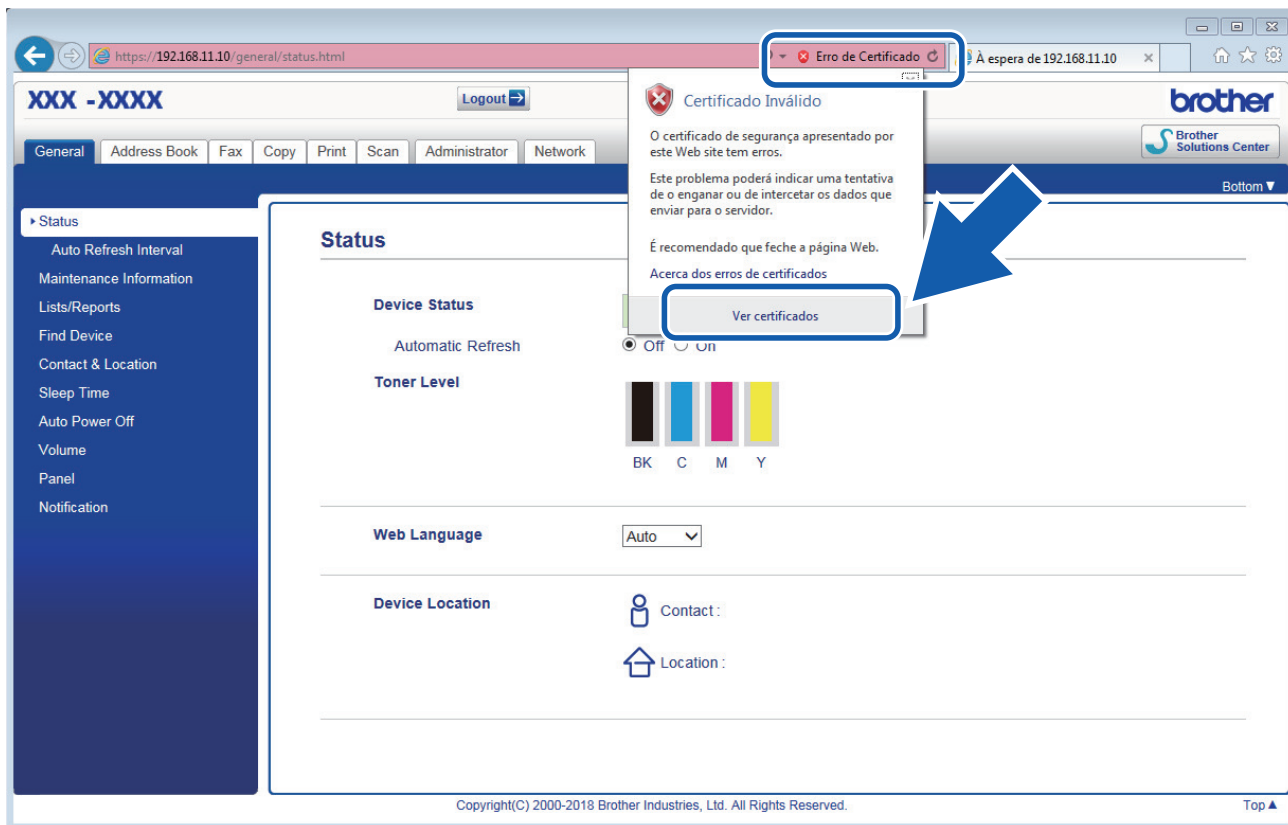 https://192.168.11.10/general/status.html
Erro de Certificado
À espera de 192.168.11.10
XXX -XXXX
Logout
brother
General Address Book Fax Copy Print Scan Administrator Network
Brother
Solutions Center
Certificado Inválido
O certificado de segurança apresentado por
este Web site tem erros.
Este problema poderá indicar uma tentativa
de o enganar ou de intercetar os dados que
enviar para o servidor.
É recomendado que feche a página Web.
Acerca dos erros de certificados
Ver certificados
Bottom▼
Status
Auto Refresh Interval
Maintenance Information
Lists/Reports
Find Device
Contact & Location
Sleep Time
Auto Power Off
Volume
Panel
Notification
Status
Device Status
Automatic Refresh Off On
Toner Level
BK C M Y
Web Language Auto
Device Location Contact :
Location :
Copyright(C) 2000-2018 Brother Industries, Ltd. All Rights Reserved.
Top▲